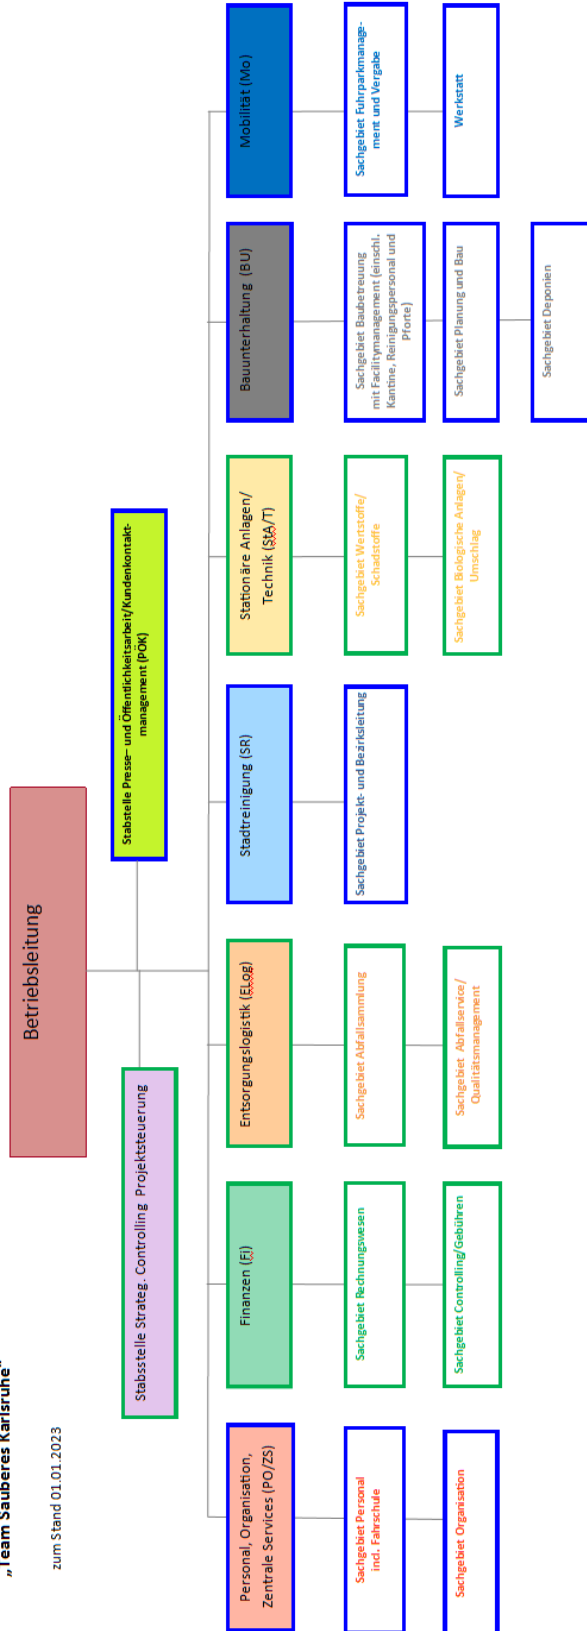 „Team Sauberes Karlsruhe“
zum Stand 01.01.2023
Betriebsleitung
Stabsstelle Strateg. Controlling Projektsteuerung
Stabstelle Presse– und Öffentlichkeitsarbeit/Kundenkontakt-
management (PÖK)
Personal, Organisation,
Zentrale Services (PO/ZS)
Sachgebiet Personal
incl. Fahrschule
Sachgebiet Organisation
Finanzen (Fi)
Sachgebiet Rechnungswesen
Sachgebiet Controlling/Gebühren
Entsorgungslogistik (ELog)
Sachgebiet Abfallsammlung
Sachgebiet Abfallservice/
Qualitätsmanagement
Stadtreinigung (SR)
Sachgebiet Projekt- und Bezirksleitung
Stationäre Anlagen/
Technik (StA/T)
Sachgebiet Wertstoffe/
Schadstoffe
Sachgebiet Biologische Anlagen/
Umschlag
Bauunterhaltung (BU)
Sachgebiet Baubetreuung
mit Facilitymanagement (einschl.
Kantine, Reinigungspersonal und
Pforte)
Sachgebiet Planung und Bau
Sachgebiet Deponien
Mobilität (Mo)
Sachgebiet Fuhrparkmanage-
ment und Vergabe
Werkstatt